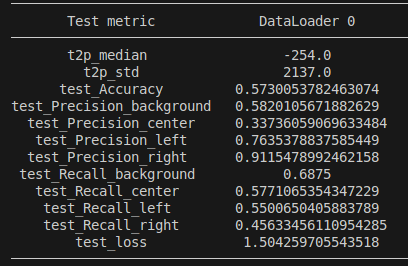 Test metric DataLoader 0
t2p_median -254.0
t2p_std 2137.0
test_Accuracy 0.5730053782463074
test_Precision_background 0.5820105671882629
test_Precision_center 0.33736059069633484
test_Precision_left 0.7635378837585449
test_Precision_right 0.9115478992462158
test_Recall_background 0.6875
test_Recall_center 0.5771065354347229
test_Recall_left 0.5500650405883789
test_Recall_right 0.45633456110954285
test_loss 1.504259705543518